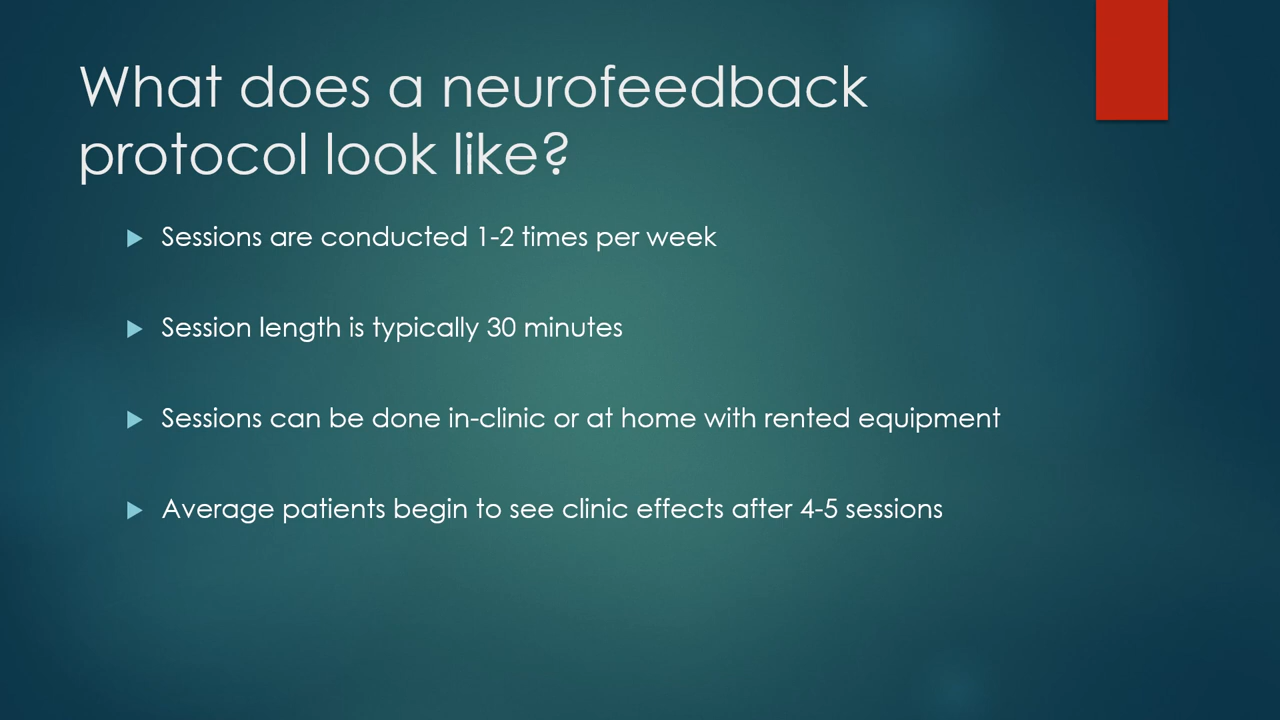 What does a neurofeedback
protocol look like?
Sessions are conducted 1-2 times per week
Session length is typically 30 minutes
Sessions can be done in-clinic or at home with rented equipment
Average patients begin to see clinic effects after 4-5 sessions